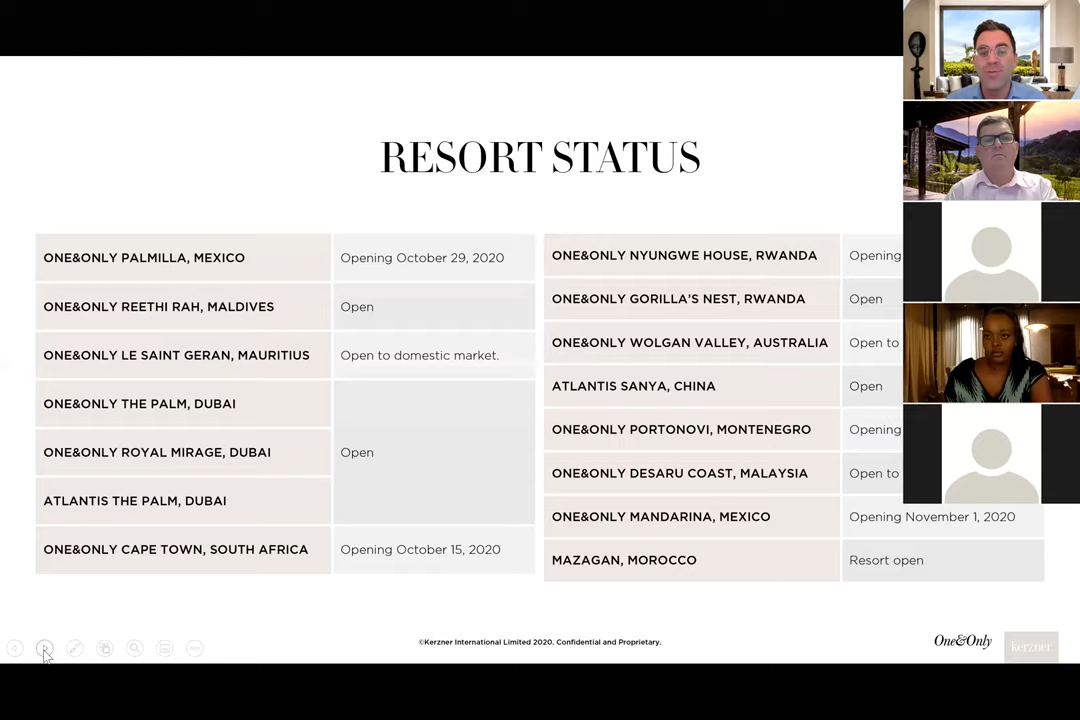 RESORT STATUS
ONE&ONLY PALMILLA, MEXICO
Opening October 29, 2020
ONE&ONLY REETHI RAH, MALDIVES
Open
ONE&ONLY LE SAINT GERAN, MAURITIUS
Open to domestic market.
ONE&ONLY THE PALM, DUBAI
ONE&ONLY ROYAL MIRAGE, DUBAI
Open
ATLANTIS THE PALM, DUBAI
ONE&ONLY CAPE TOWN, SOUTH AFRICA
Opening October 15, 2020
ONE&ONLY NYUNGWE HOUSE, RWANDA
Opening
ONE&ONLY GORILLA'S NEST, RWANDA
Open
ONE&ONLY WOLGAN VALLEY, AUSTRALIA
Open to
ATLANTIS SANYA, CHINA
Open
ONE&ONLY PORTONOVI, MONTENEGRO
Opening
ONE&ONLY DESARU COAST, MALAYSIA
Open to
ONE&ONLY MANDARINA, MEXICO
Opening November 1, 2020
MAZAGAN, MOROCCO
Resort open
©Kerzner International Limited 2020. Confidential and Proprietary.
One&Only
kerzner